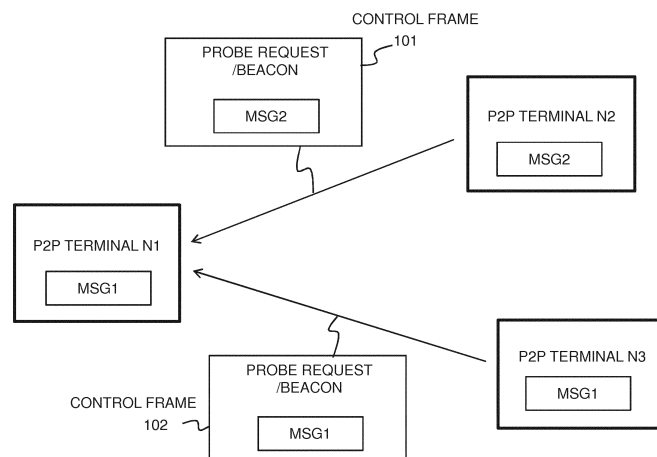 CONTROL FRAME
101
PROBE REQUEST
/BEACON
MSG2
P2P TERMINAL N2
MSG2
P2P TERMINAL N1
MSG1
P2P TERMINAL N3
MSG1
PROBE REQUEST
/BEACON
MSG1
CONTROL FRAME
102